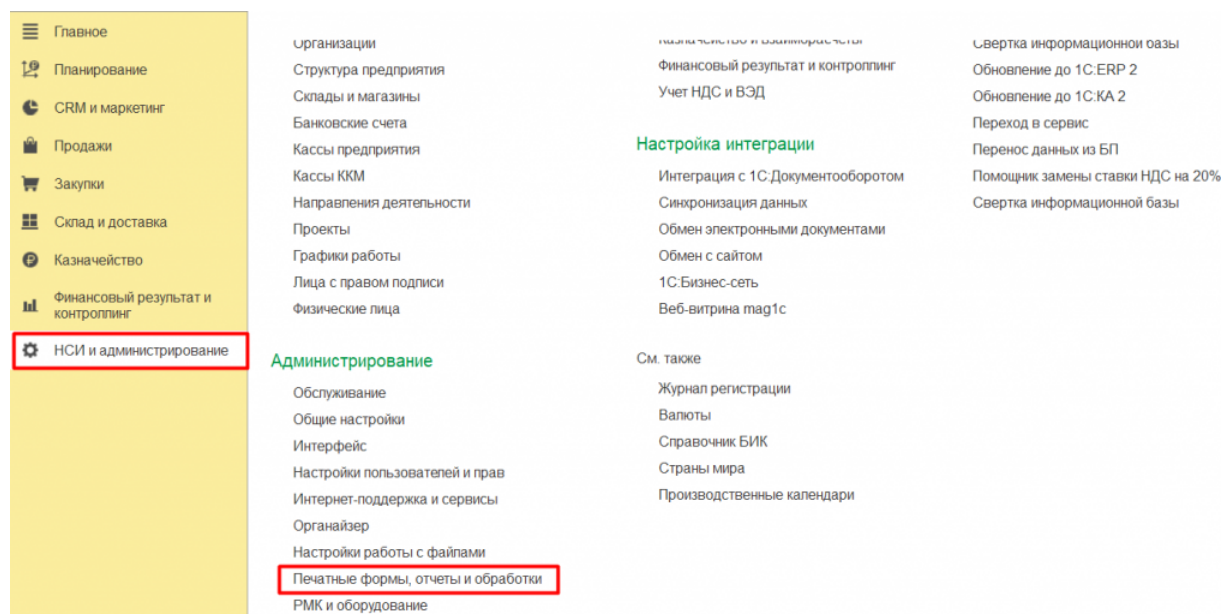 Главное
Планирование
CRM и маркетинг
Продажи
Закупки
Склад и доставка
Казначейство
Финансовый результат и
контроллинг
НСИ и администрирование
Организации
Структура предприятия
Склады и магазины
Банковские счета
Кассы предприятия
Кассы ККМ
Направления деятельности
Проекты
Графики работы
Лица с правом подписи
Физические лица
Администрирование
Обслуживание
Общие настройки
Интерфейс
Настройки пользователей и прав
Интернет-поддержка и сервисы
Органайзер
Настройки работы с файлами
Печатные формы, отчеты и обработки
РМК и оборудование
Казначейство и взаиморасчеты
Финансовый результат и контроллинг
Учет НДС и ВЭД
Настройка интеграции
Интеграция с 1С:Документооборотом
Синхронизация данных
Обмен электронными документами
Обмен с сайтом
1С:Бизнес-сеть
Веб-витрина mag1c
См. также
Журнал регистрации
Валюты
Справочник БИК
Страны мира
Производственные календари
Свертка информационной базы
Обновление до 1С:ERP 2
Обновление до 1С:КА 2
Переход в сервис
Перенос данных из БП
Помощник замены ставки НДС на 20%
Свертка информационной базы